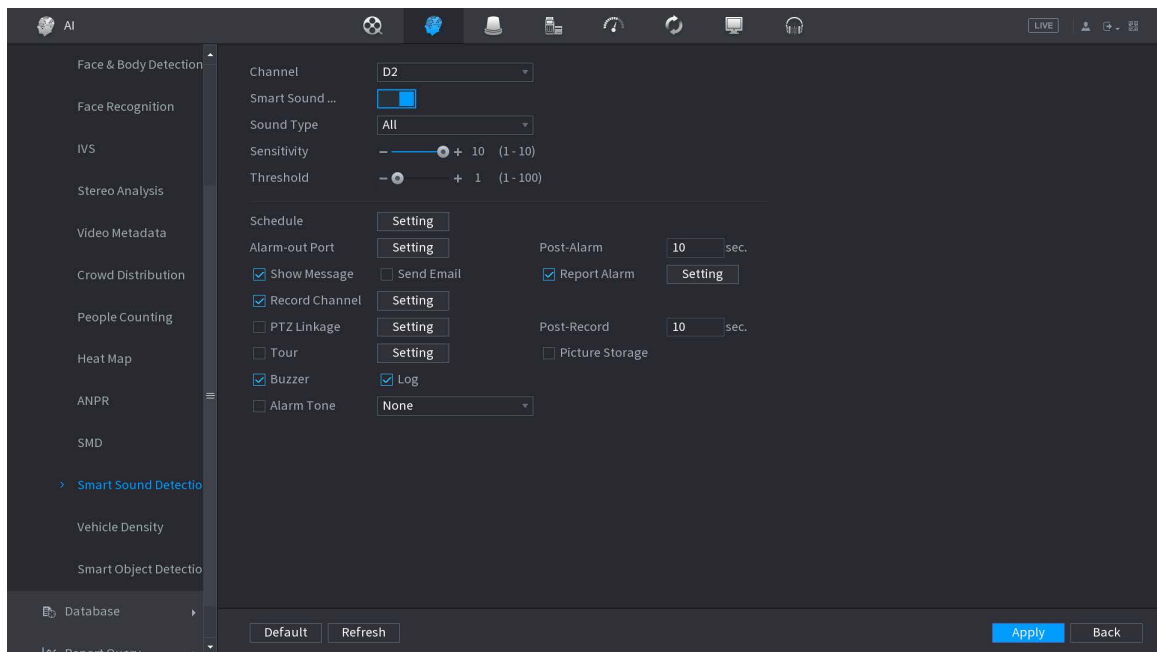 AI
LIVE
Face & Body Detection
Face Recognition
IVS
Stereo Analysis
Video Metadata
Crowd Distribution
People Counting
Heat Map
ANPR
SMD
Smart Sound Detectio
Vehicle Density
Smart Object Detectio
Database
Report Query
Channel D2
Smart Sound ...
Sound Type All
Sensitivity − + 10 (1 - 10)
Threshold − + 1 (1 - 100)
Schedule Setting
Alarm-out Port Setting Post-Alarm 10 sec.
Show Message Send Email Report Alarm Setting
Record Channel Setting
PTZ Linkage Setting Post-Record 10 sec.
Tour Setting Picture Storage
Buzzer Log
Alarm Tone None
Default Refresh Apply Back